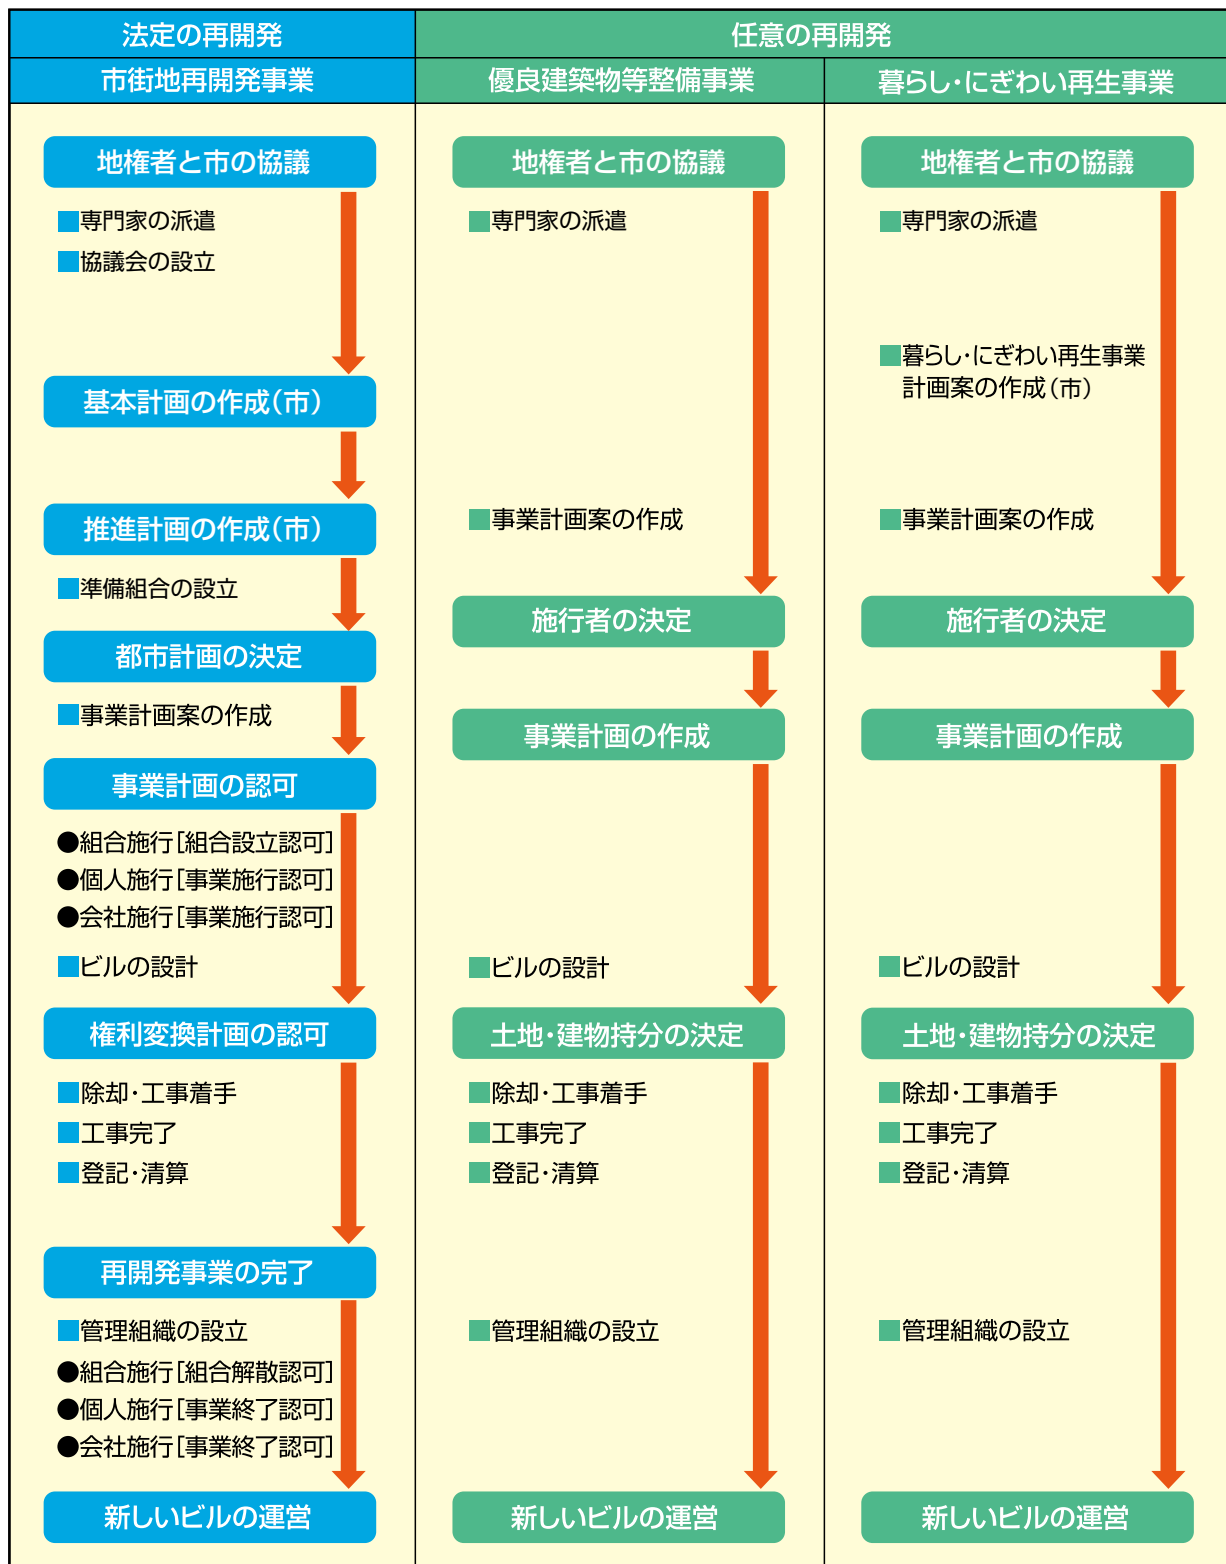 法定の再開発
任意の再開発
市街地再開発事業
優良建築物等整備事業
暮らし・にぎわい再生事業
地権者と市の協議
■専門家の派遣
■協議会の設立
基本計画の作成(市)
推進計画の作成(市)
■準備組合の設立
都市計画の決定
■事業計画案の作成
事業計画の認可
●組合施行[組合設立認可]
●個人施行[事業施行認可]
●会社施行[事業施行認可]
■ビルの設計
権利変換計画の認可
■除却・工事着手
■工事完了
■登記・清算
再開発事業の完了
■管理組織の設立
●組合施行[組合解散認可]
●個人施行[事業終了認可]
●会社施行[事業終了認可]
新しいビルの運営
地権者と市の協議
■専門家の派遣
■事業計画案の作成
施行者の決定
事業計画の作成
■ビルの設計
土地・建物持分の決定
■除却・工事着手
■工事完了
■登記・清算
■管理組織の設立
新しいビルの運営
地権者と市の協議
■専門家の派遣
■暮らし・にぎわい再生事業
計画案の作成(市)
■事業計画案の作成
施行者の決定
事業計画の作成
■ビルの設計
土地・建物持分の決定
■除却・工事着手
■工事完了
■登記・清算
■管理組織の設立
新しいビルの運営